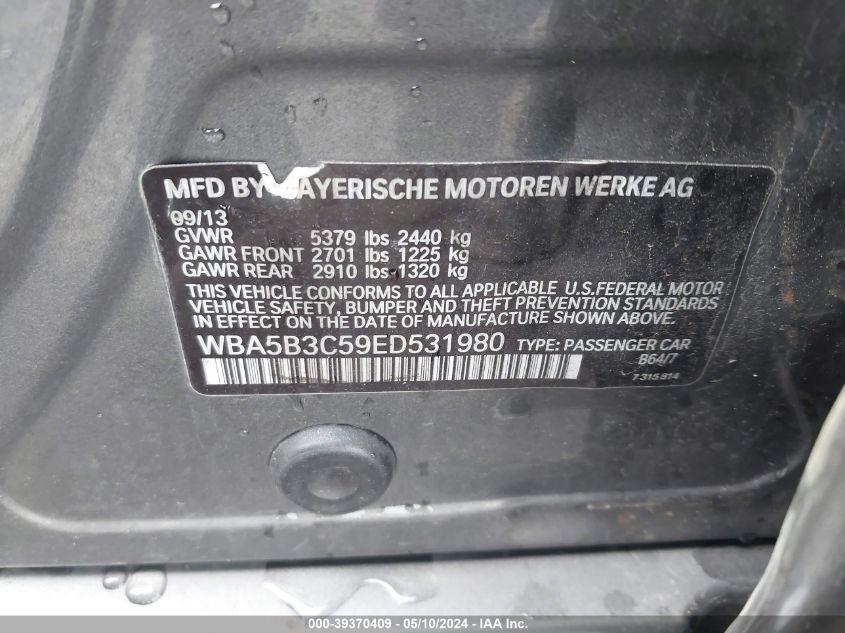 MFD BY BAYERISCHE MOTOREN WERKE AG
09/13
GVWR 5379 lbs 2440 kg
GAWR FRONT 2701 lbs 1225 kg
GAWR REAR 2910 lbs 1320 kg
THIS VEHICLE CONFORMS TO ALL APPLICABLE U.S.FEDERAL MOTOR
VEHICLE SAFETY, BUMPER AND THEFT PREVENTION STANDARDS
IN EFFECT ON THE DATE OF MANUFACTURE SHOWN ABOVE.
WBA5B3C59ED531980 TYPE: PASSENGER CAR
B64/7
7 315 814
000-39370409 - 05/10/2024 - IAA Inc.